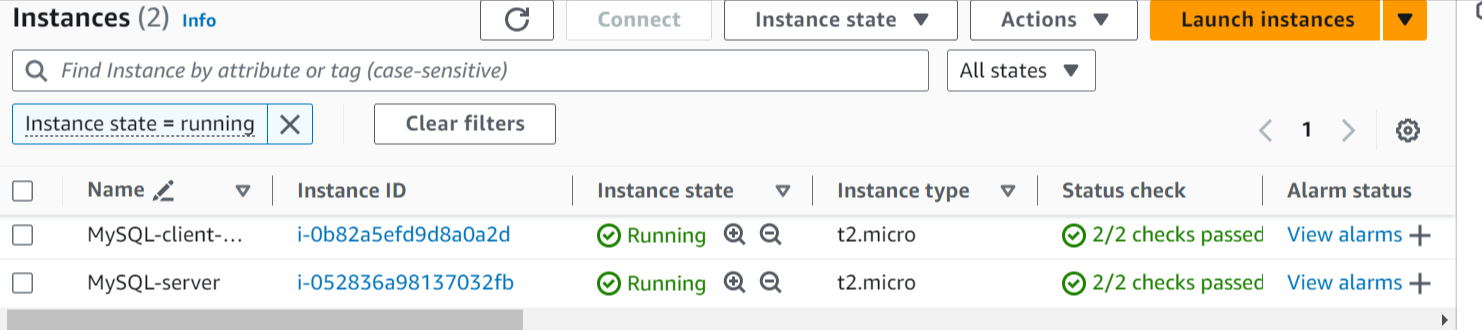 Instances (2) Info Connect Instance state Actions Launch instances
Find Instance by attribute or tag (case-sensitive) All states
Instance state = running Clear filters 1
Name Instance ID Instance state Instance type Status check Alarm status
MySQL-client-... i-0b82a5efd9d8a0a2d Running t2.micro 2/2 checks passed View alarms
MySQL-server i-052836a98137032fb Running t2.micro 2/2 checks passed View alarms